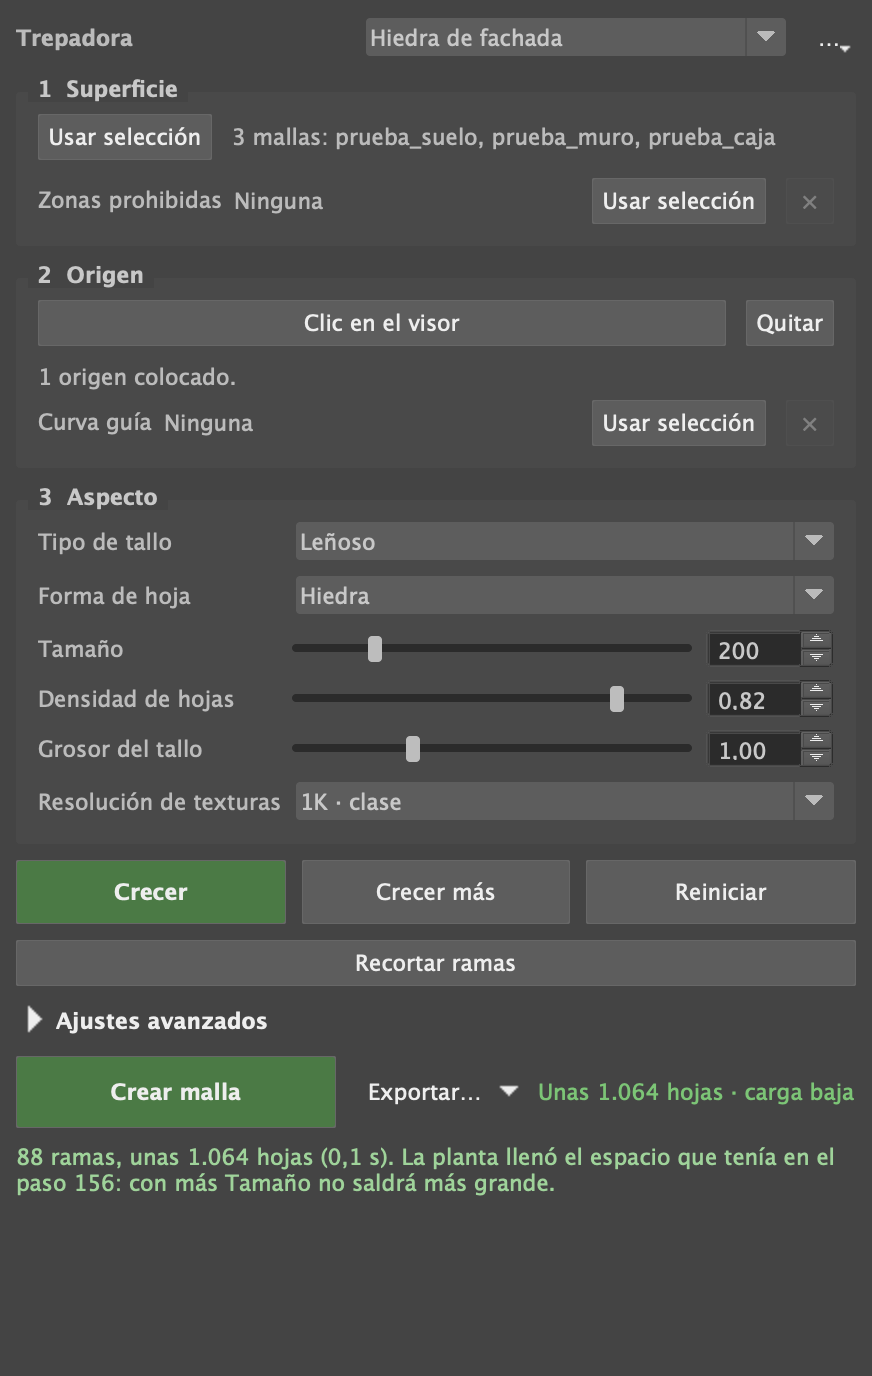 Trepadora Hiedra de fachada ...
1 Superficie
Usar selección 3 mallas: prueba_suelo, prueba_muro, prueba_caja
Zonas prohibidas Ninguna Usar selección ×
2 Origen
Clic en el visor Quitar
1 origen colocado.
Curva guía Ninguna Usar selección ×
3 Aspecto
Tipo de tallo Leñoso
Forma de hoja Hiedra
Tamaño 200
Densidad de hojas 0,82
Grosor del tallo 1,00
Resolución de texturas 1K · clase
Crecer Crecer más Reiniciar
Recortar ramas
Ajustes avanzados
Crear malla Exportar... Unas 1.064 hojas · carga baja
88 ramas, unas 1.064 hojas (0,1 s). La planta llenó el espacio que tenía en el
paso 156: con más Tamaño no saldrá más grande.